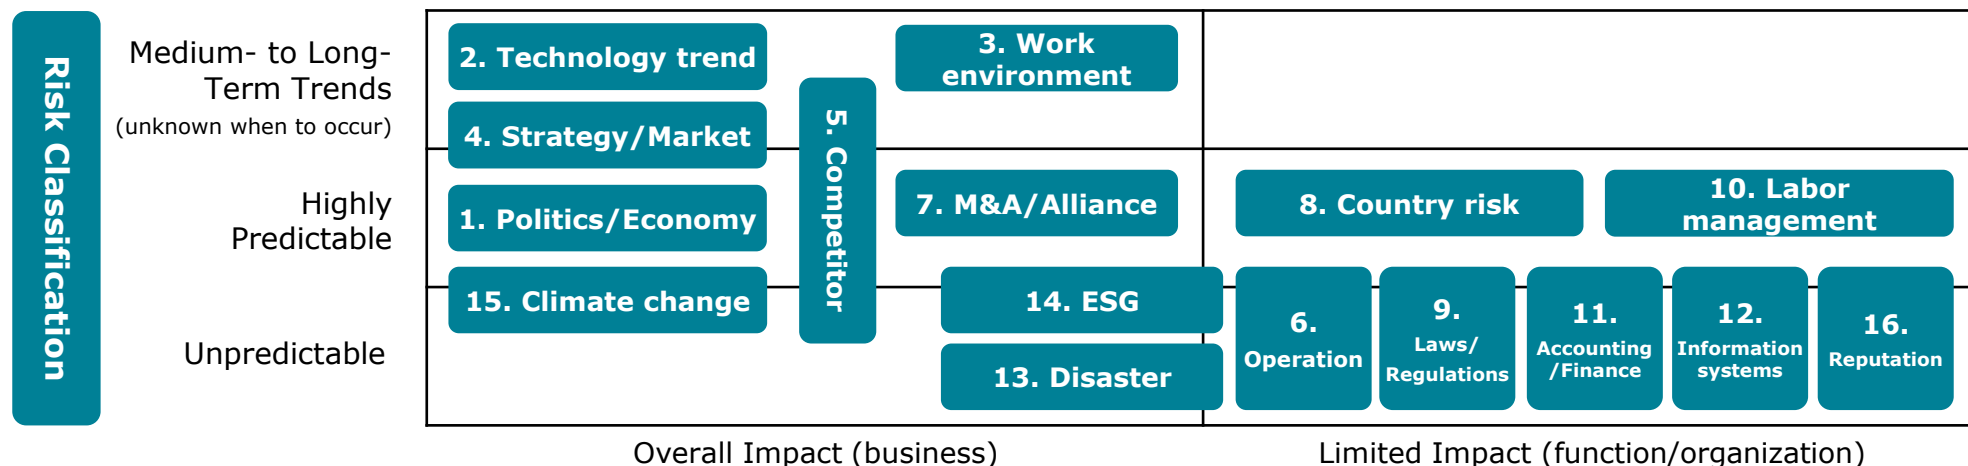 Risk Classification
Medium- to Long-
Term Trends
(unknown when to occur)
2. Technology trend
3. Work
environment
4. Strategy/Market
5. Competitor
Highly
Predictable
1. Politics/Economy
7. M&A/Alliance
8. Country risk
10. Labor
management
15. Climate change
14. ESG
Unpredictable
13. Disaster
6.
Operation
9.
Laws/
Regulations
11.
Accounting
/Finance
12.
Information
systems
16.
Reputation
Overall Impact (business)
Limited Impact (function/organization)